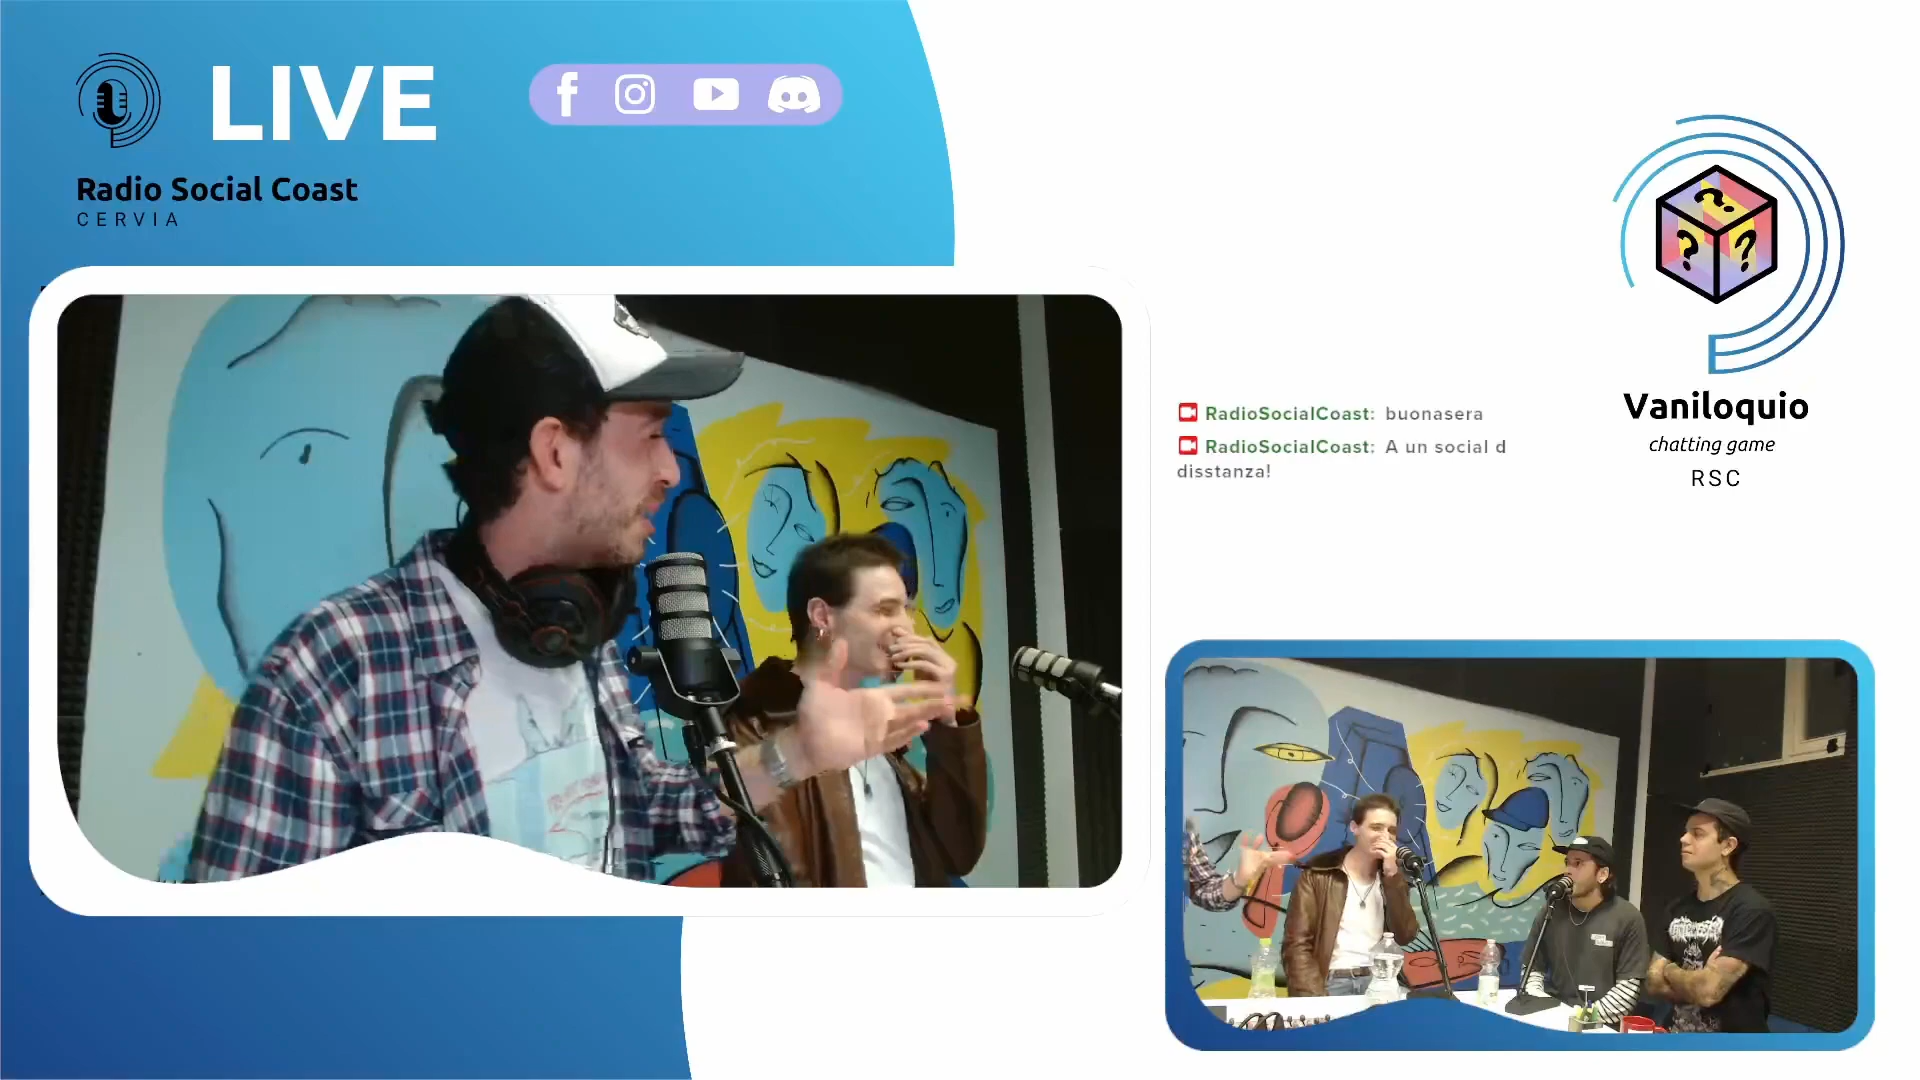 LIVE
Radio Social Coast
CERVIA
RadioSocialCoast: buonasera
RadioSocialCoast: A un social d
disstanza!
Vaniloquio
chatting game
RSC